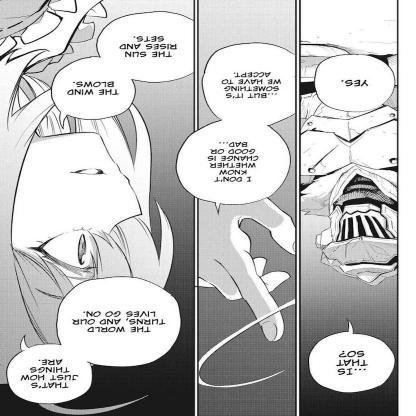 THAT'S
JUST HOW
THINGS
ARE.
THE WORLD
TURNS, AND OUR
LIVES GO ON.
THE WIND
BLOWS.
THE SUN
RISES AND
SETS.
I DON'T
KNOW
WHETHER
CHANGE IS
GOOD OR
BAD...
...BUT IT'S
SOMETHING
WE HAVE TO
ACCEPT.
...IS
THAT
SO?
YES.